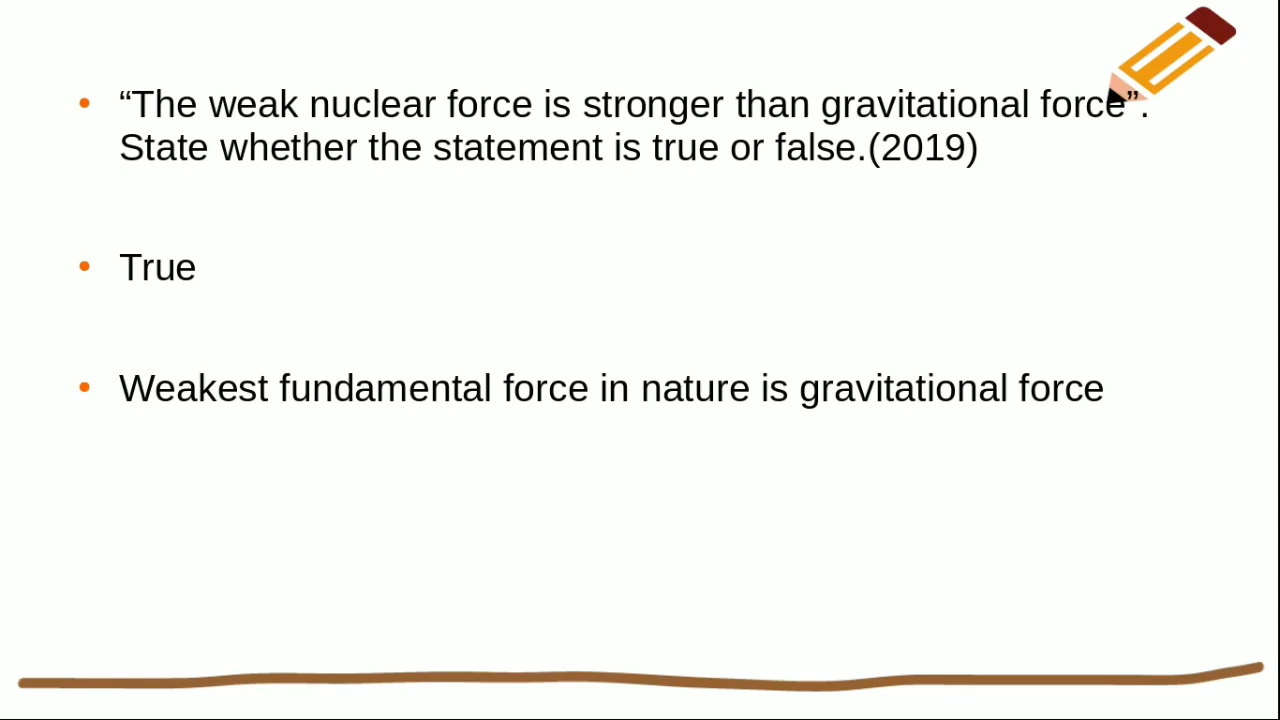 • “The weak nuclear force is stronger than gravitational force”.
State whether the statement is true or false.(2019)
• True
• Weakest fundamental force in nature is gravitational force